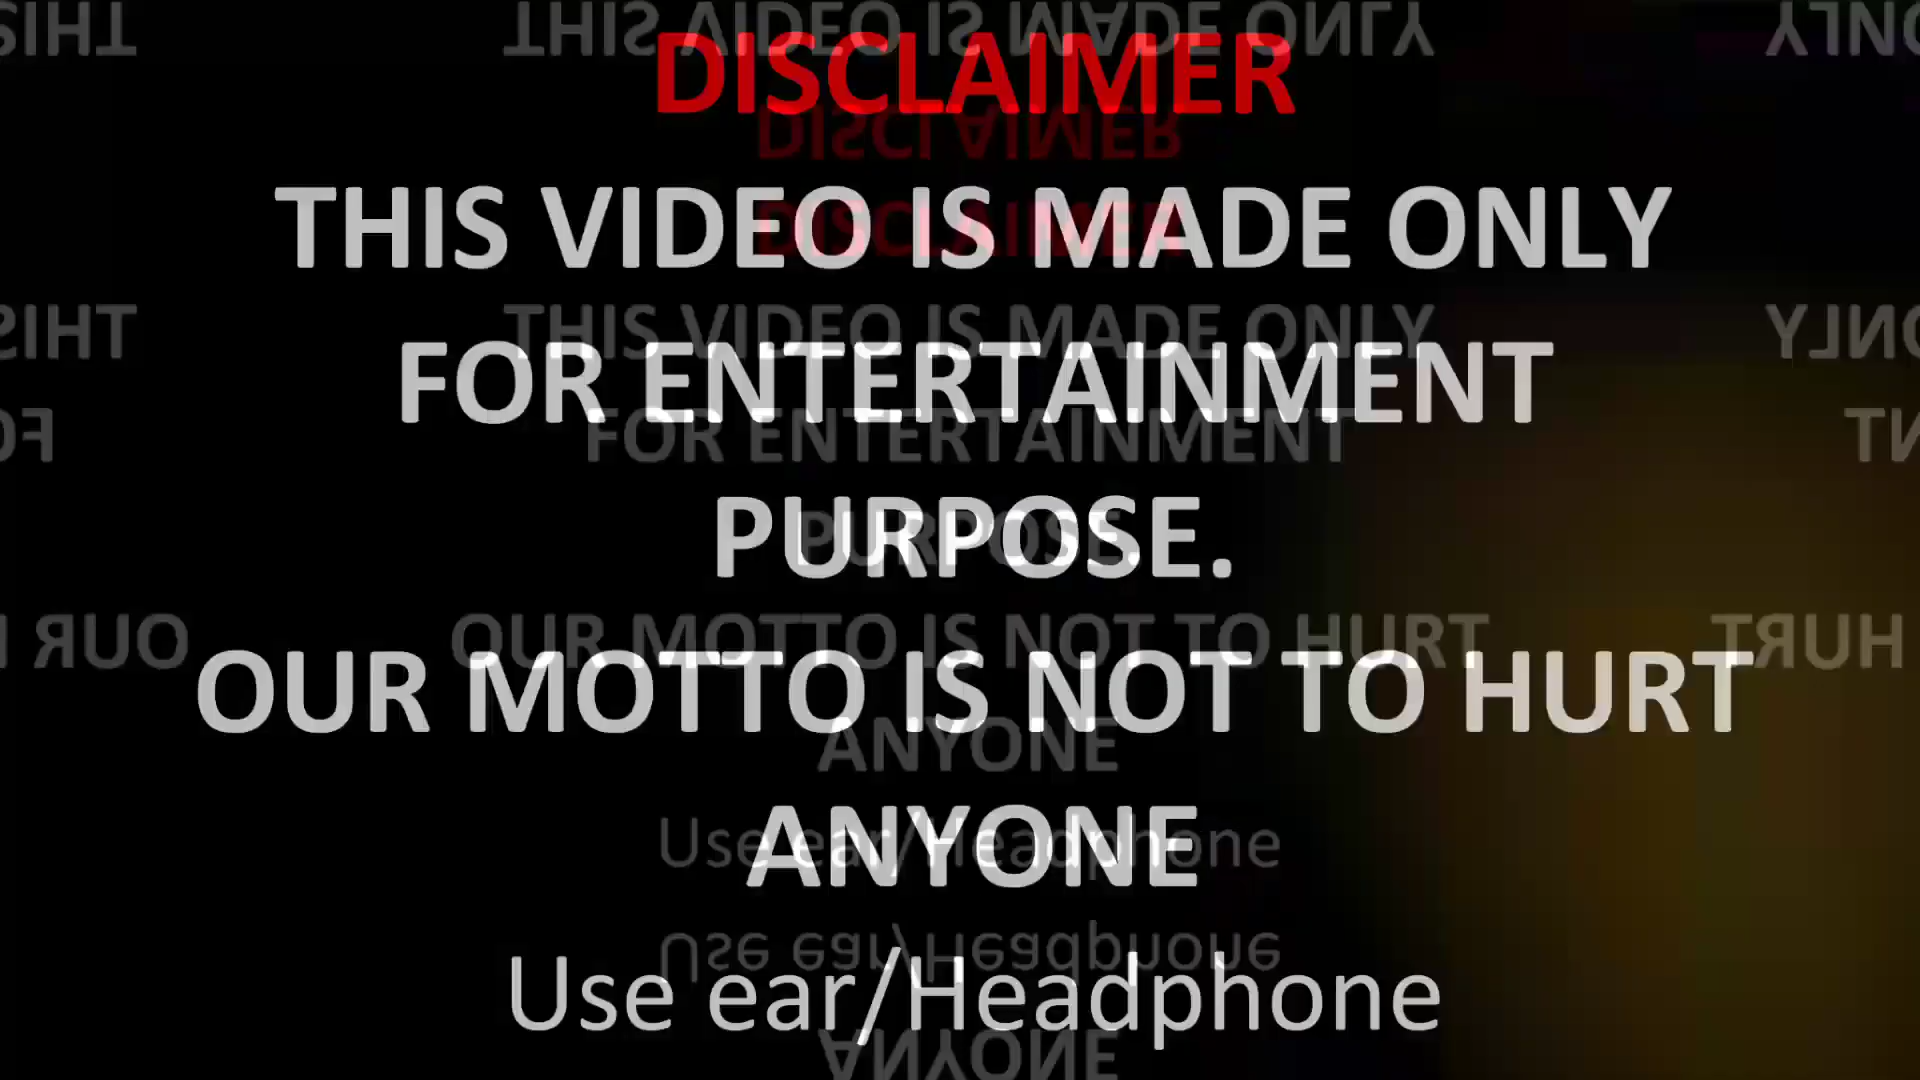 DISCLAIMER
THIS VIDEO IS MADE ONLY
FOR ENTERTAINMENT
PURPOSE.
OUR MOTTO IS NOT TO HURT
ANYONE
Use ear/Headphone